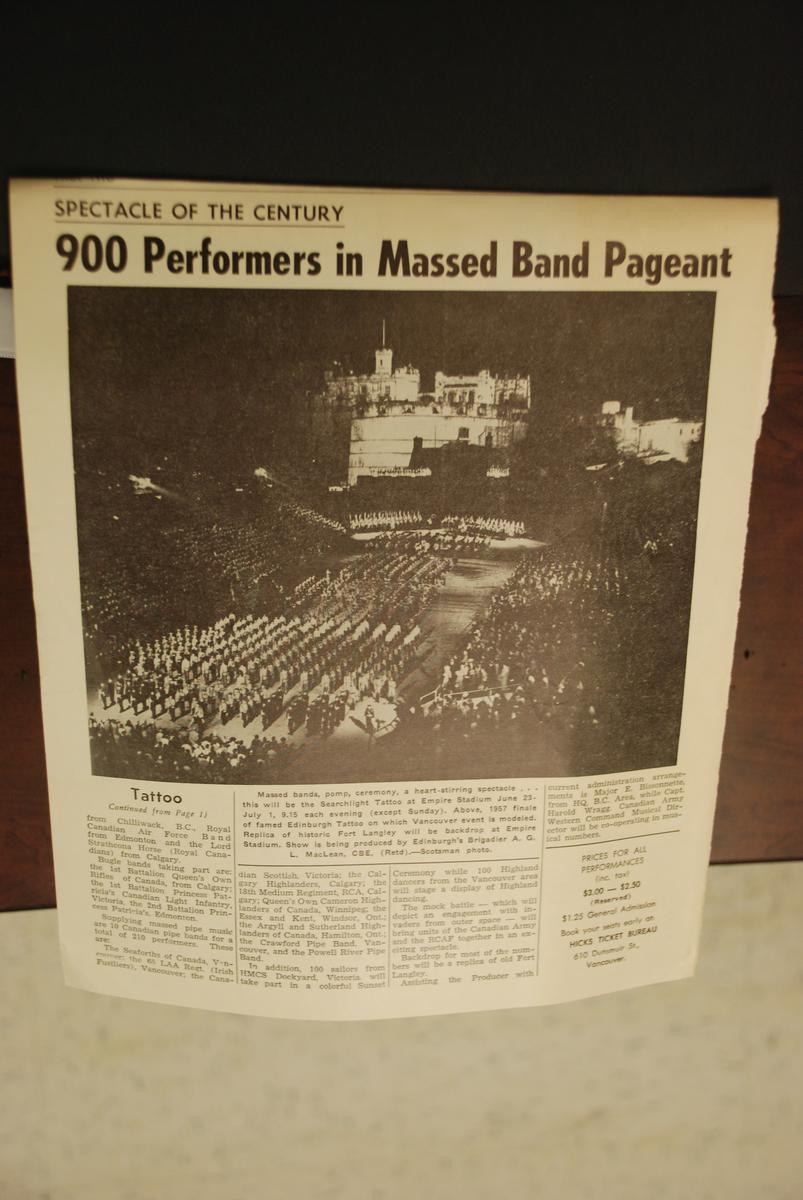 SPECTACLE OF THE CENTURY
900 Performers in Massed Band Pageant
Tattoo
(Continued from Page 1)
from Chilliwack, B.C., Royal
Canadian Air Force Band
from Edmonton and the Lord
Strathcona Horse (Royal Cana-
dians) from Calgary.
Bugle bands taking part are:
the 1st Battalion Queen's Own
Rifles of Canada, from Calgary;
the 1st Battalion, Princess Pat-
ricia's Canadian Light Infantry,
Victoria, the 2nd Battalion Prin-
cess Patricia's, Edmonton.
Supplying massed pipe music
are 10 Canadian pipe bands for a
total of 210 performers. These
are:
The Seaforths of Canada, Van-
couver; the 65 LAA Regt. (Irish
Fusiliers), Vancouver; the Cana-
Massed bands, pomp, ceremony, a heart-stirring spectacle . . .
this will be the Searchlight Tattoo at Empire Stadium June 23-
July 1, 9.15 each evening (except Sunday). Above, 1957 finale
of famed Edinburgh Tattoo on which Vancouver event is modeled.
Replica of historic Fort Langley will be backdrop at Empire
Stadium. Show is being produced by Edinburgh's Brigadier A. G.
L. MacLean, CBE, (Retd).—Scotsman photo.
dian Scottish, Victoria; the Cal-
gary Highlanders, Calgary; the
18th Medium Regiment, RCA, Cal-
gary; Queen's Own Cameron High-
landers of Canada, Winnipeg; the
Essex and Kent, Windsor, Ont.;
the Argyll and Sutherland High-
landers of Canada, Hamilton, Ont.;
the Crawford Pipe Band, Van-
couver, and the Powell River Pipe
Band.
In addition, 100 sailors from
HMCS Dockyard, Victoria will
take part in a colorful Sunset
Ceremony while 100 Highland
dancers from the Vancouver area
will stage a display of Highland
dancing.
The mock battle — which will
depict an engagement with in-
vaders from outer space — will
bring units of the Canadian Army
and the RCAF together in an ex-
citing spectacle.
Backdrop for most of the num-
bers will be a replica of old Fort
Langley.
Assisting the Producer with
current administration arrange-
ments is Major E. Bissonnette,
from HQ, B.C. Area, while Capt.
Harold Wragg, Canadian Army
Western Command Musical Dir-
ector will be co-operating in mus-
ical numbers.
PRICES FOR ALL
PERFORMANCES
(inc. tax)
$3.00 — $2.50
(Reserved)
$1.25 General Admission
Book your seats early at:
HICKS TICKET BUREAU
610 Dunsmuir St.,
Vancouver.